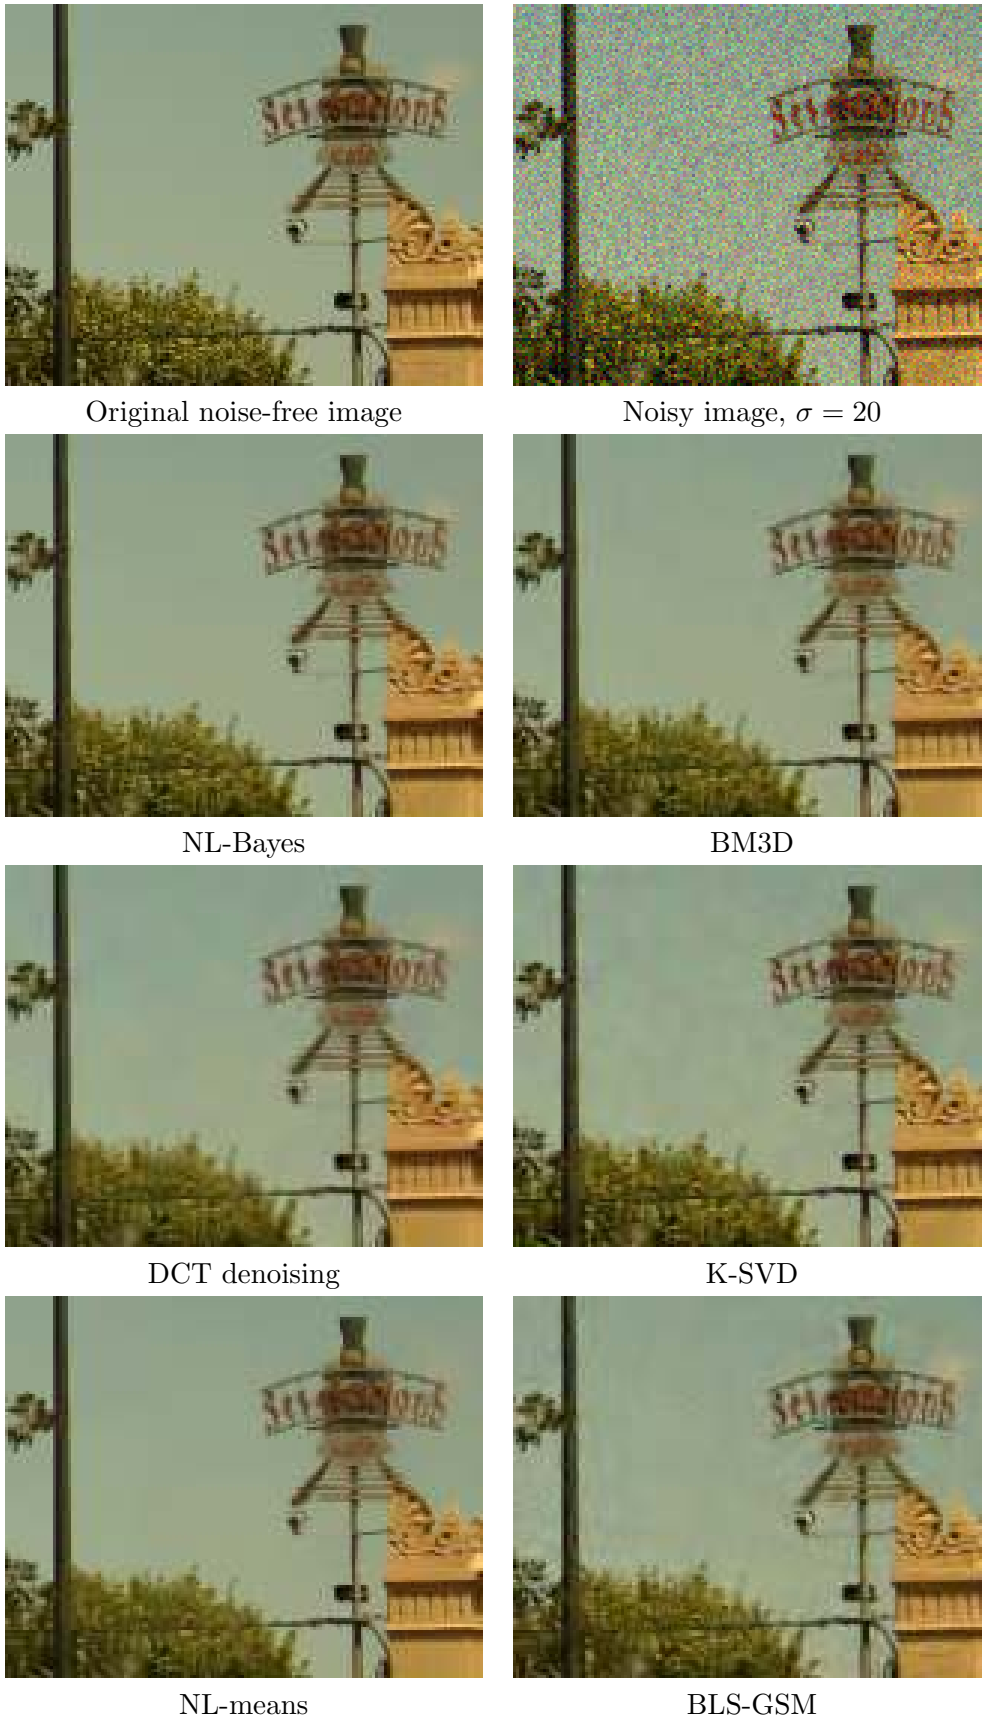 Original noise-free image
Noisy image, σ = 20
NL-Bayes
BM3D
DCT denoising
K-SVD
NL-means
BLS-GSM